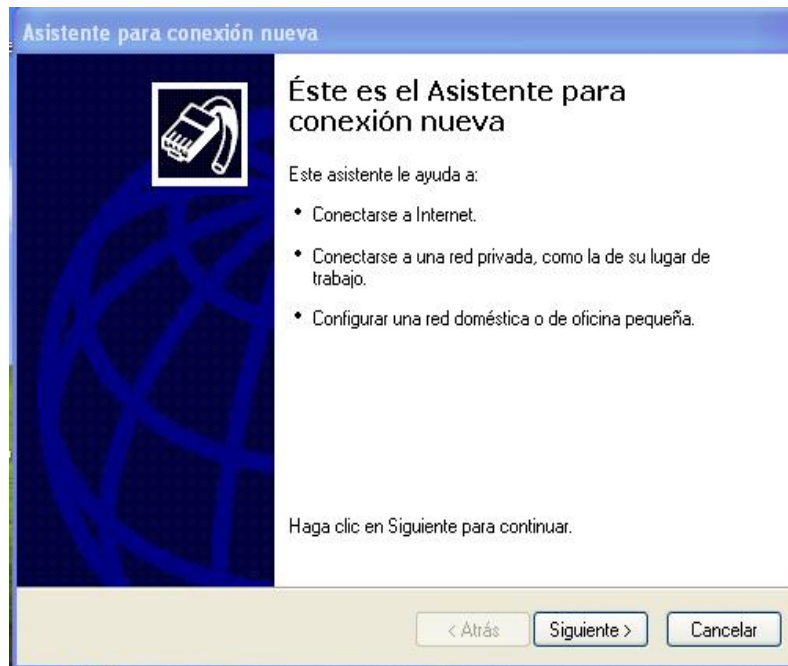 Asistente para conexión nueva
Éste es el Asistente para
conexión nueva
Este asistente le ayuda a:
• Conectarse a Internet.
• Conectarse a una red privada, como la de su lugar de
trabajo.
• Configurar una red doméstica o de oficina pequeña.
Haga clic en Siguiente para continuar.
< Atrás Siguiente > Cancelar